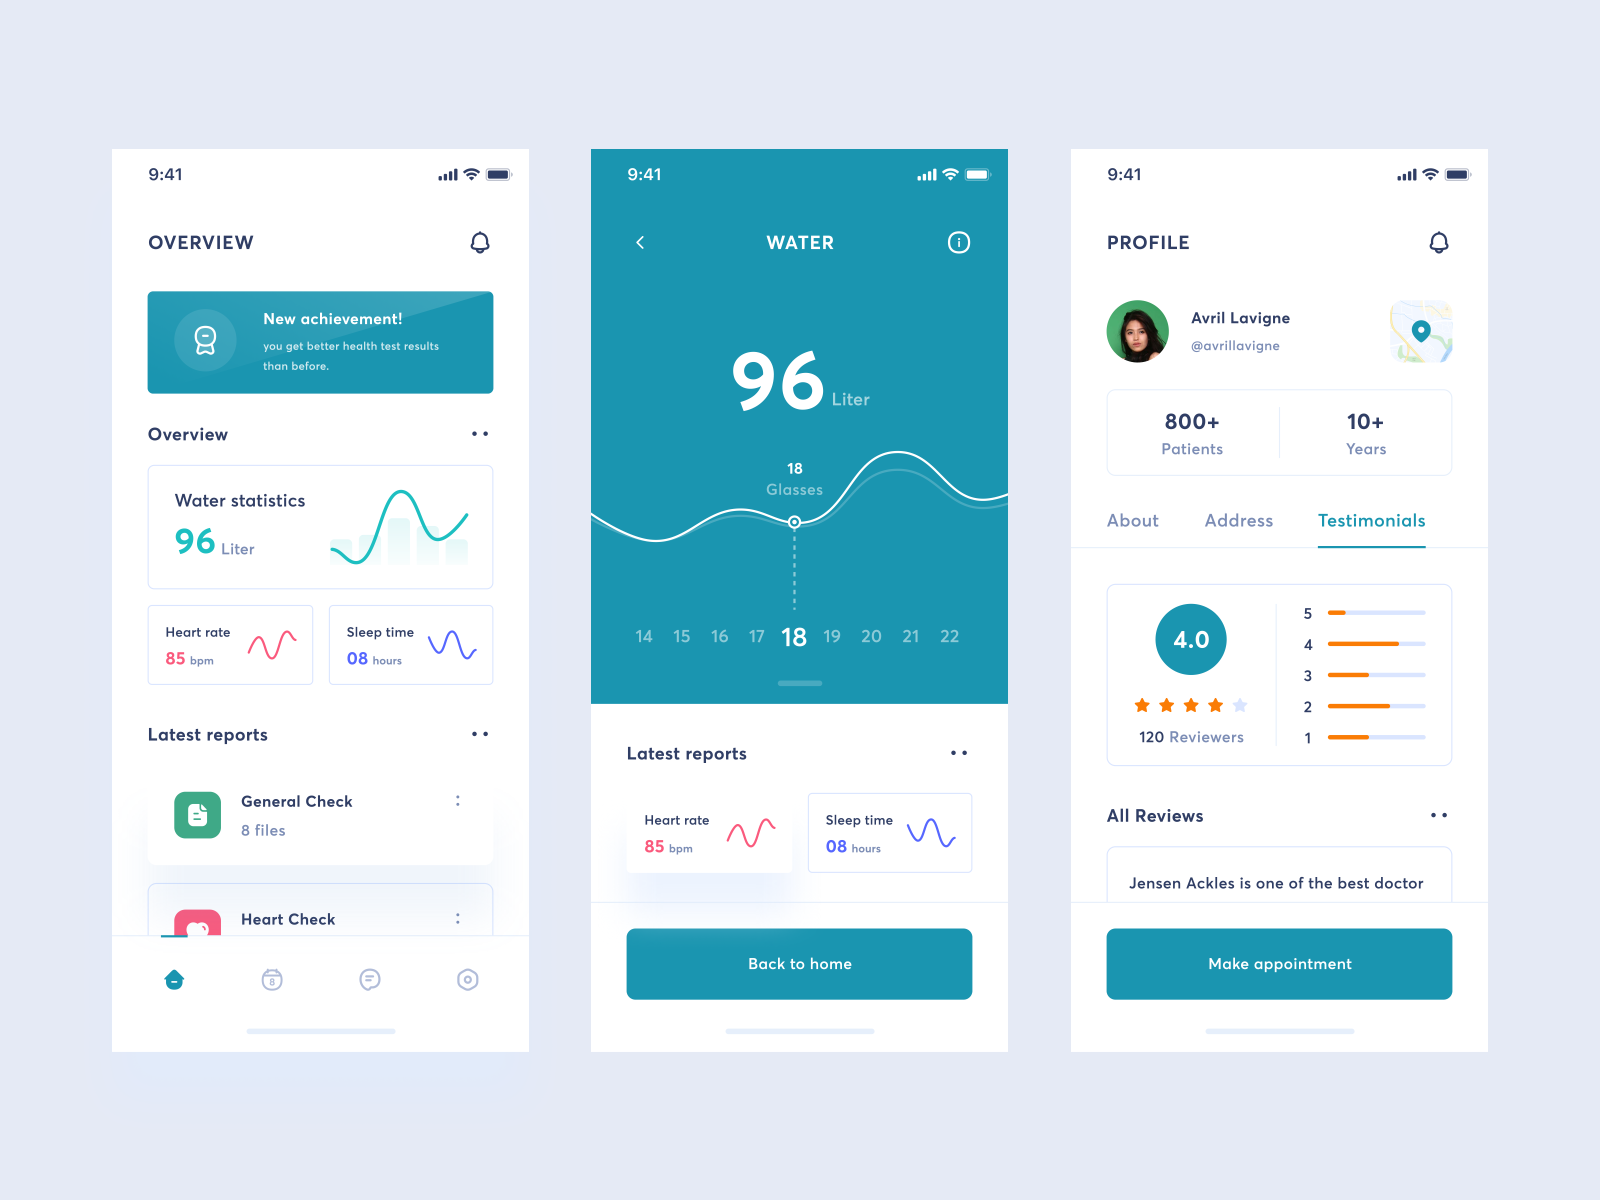 9:41
OVERVIEW
New achievement!
you get better health test results
than before.
Overview
Water statistics
96 Liter
Heart rate
85 bpm
Sleep time
08 hours
Latest reports
General Check
8 files
Heart Check
8
9:41
WATER
96 Liter
18
Glasses
14 15 16 17 18 19 20 21 22
Latest reports
Heart rate
85 bpm
Sleep time
08 hours
Back to home
9:41
PROFILE
Avril Lavigne
@avrillavigne
800+
Patients
10+
Years
About Address Testimonials
4.0
120 Reviewers
5
4
3
2
1
All Reviews
Jensen Ackles is one of the best doctor
Make appointment